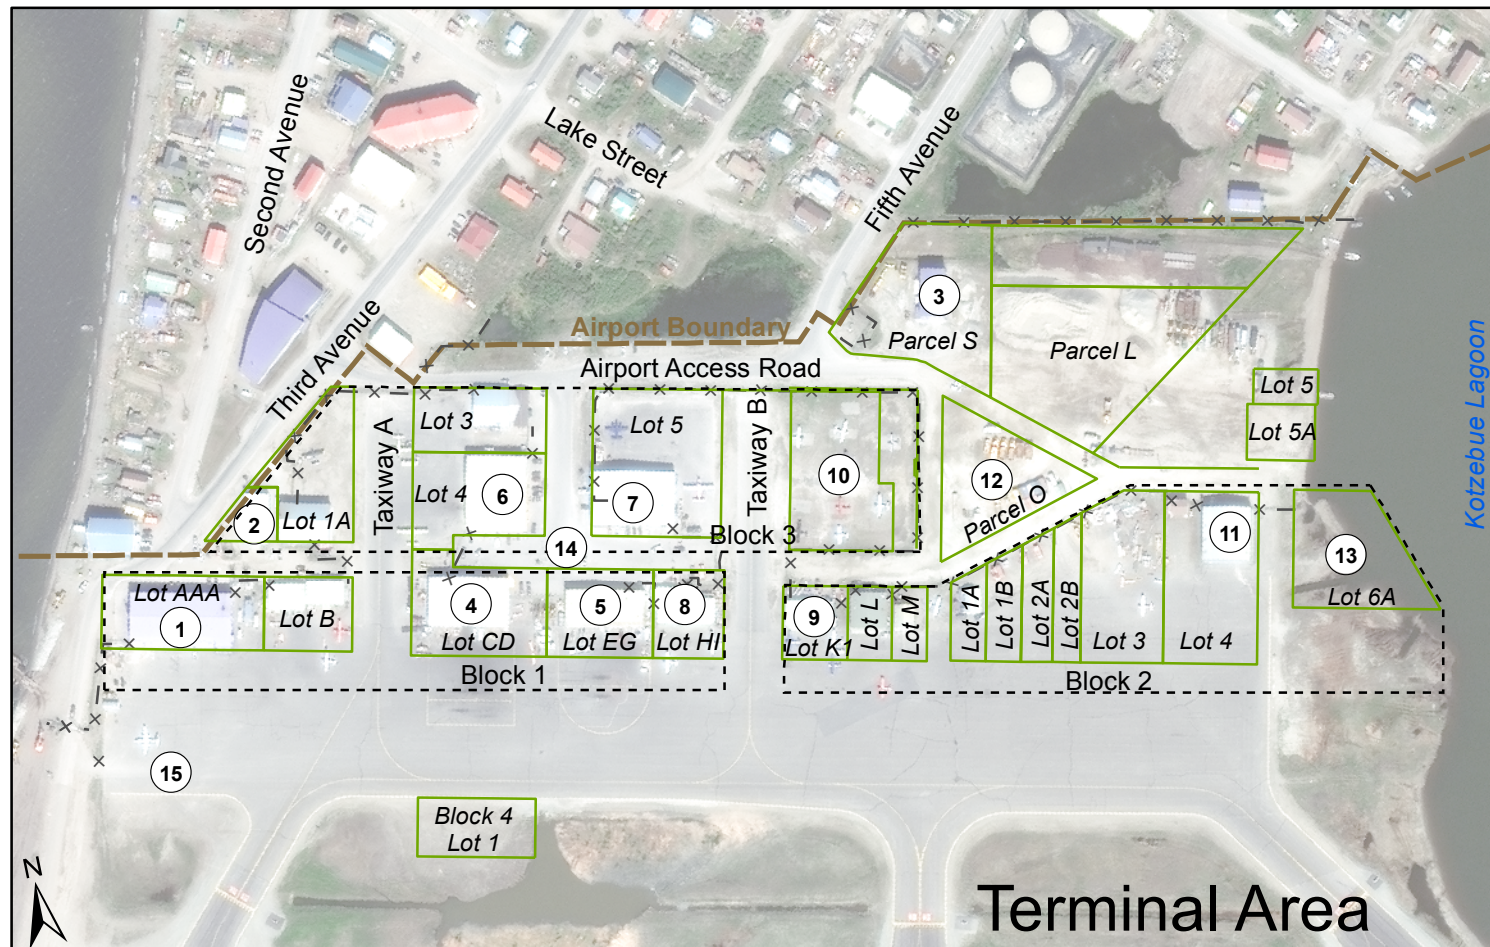 Second Avenue
Lake Street
Fifth Avenue
Third Avenue
Airport Boundary
Airport Access Road
3
Parcel S
Parcel L
Kotzebue Lagoon
Lot 5
Lot 5A
Taxiway A
Lot 3
Lot 4
6
Lot 5
7
Taxiway B
10
12
Parcel O
2
Lot 1A
14
Block 3
11
13
Lot 6A
Lot AAA
1
Lot B
4
Lot CD
5
Lot EG
8
Lot HI
9
Lot K1
Lot L
Lot M
Lot 1A
Lot 1B
Lot 2A
Lot 2B
Lot 3
Lot 4
Block 1
Block 2
15
Block 4
Lot 1
N
Terminal Area